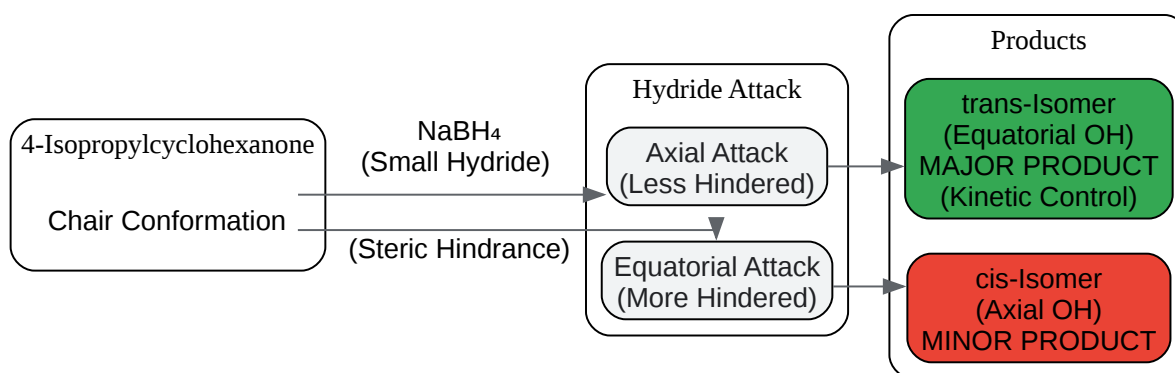 4-Isopropylcyclohexanone
Chair Conformation
NaBH₄
(Small Hydride)
(Steric Hindrance)
Hydride Attack
Axial Attack
(Less Hindered)
Equatorial Attack
(More Hindered)
Products
trans-Isomer
(Equatorial OH)
MAJOR PRODUCT
(Kinetic Control)
cis-Isomer
(Axial OH)
MINOR PRODUCT